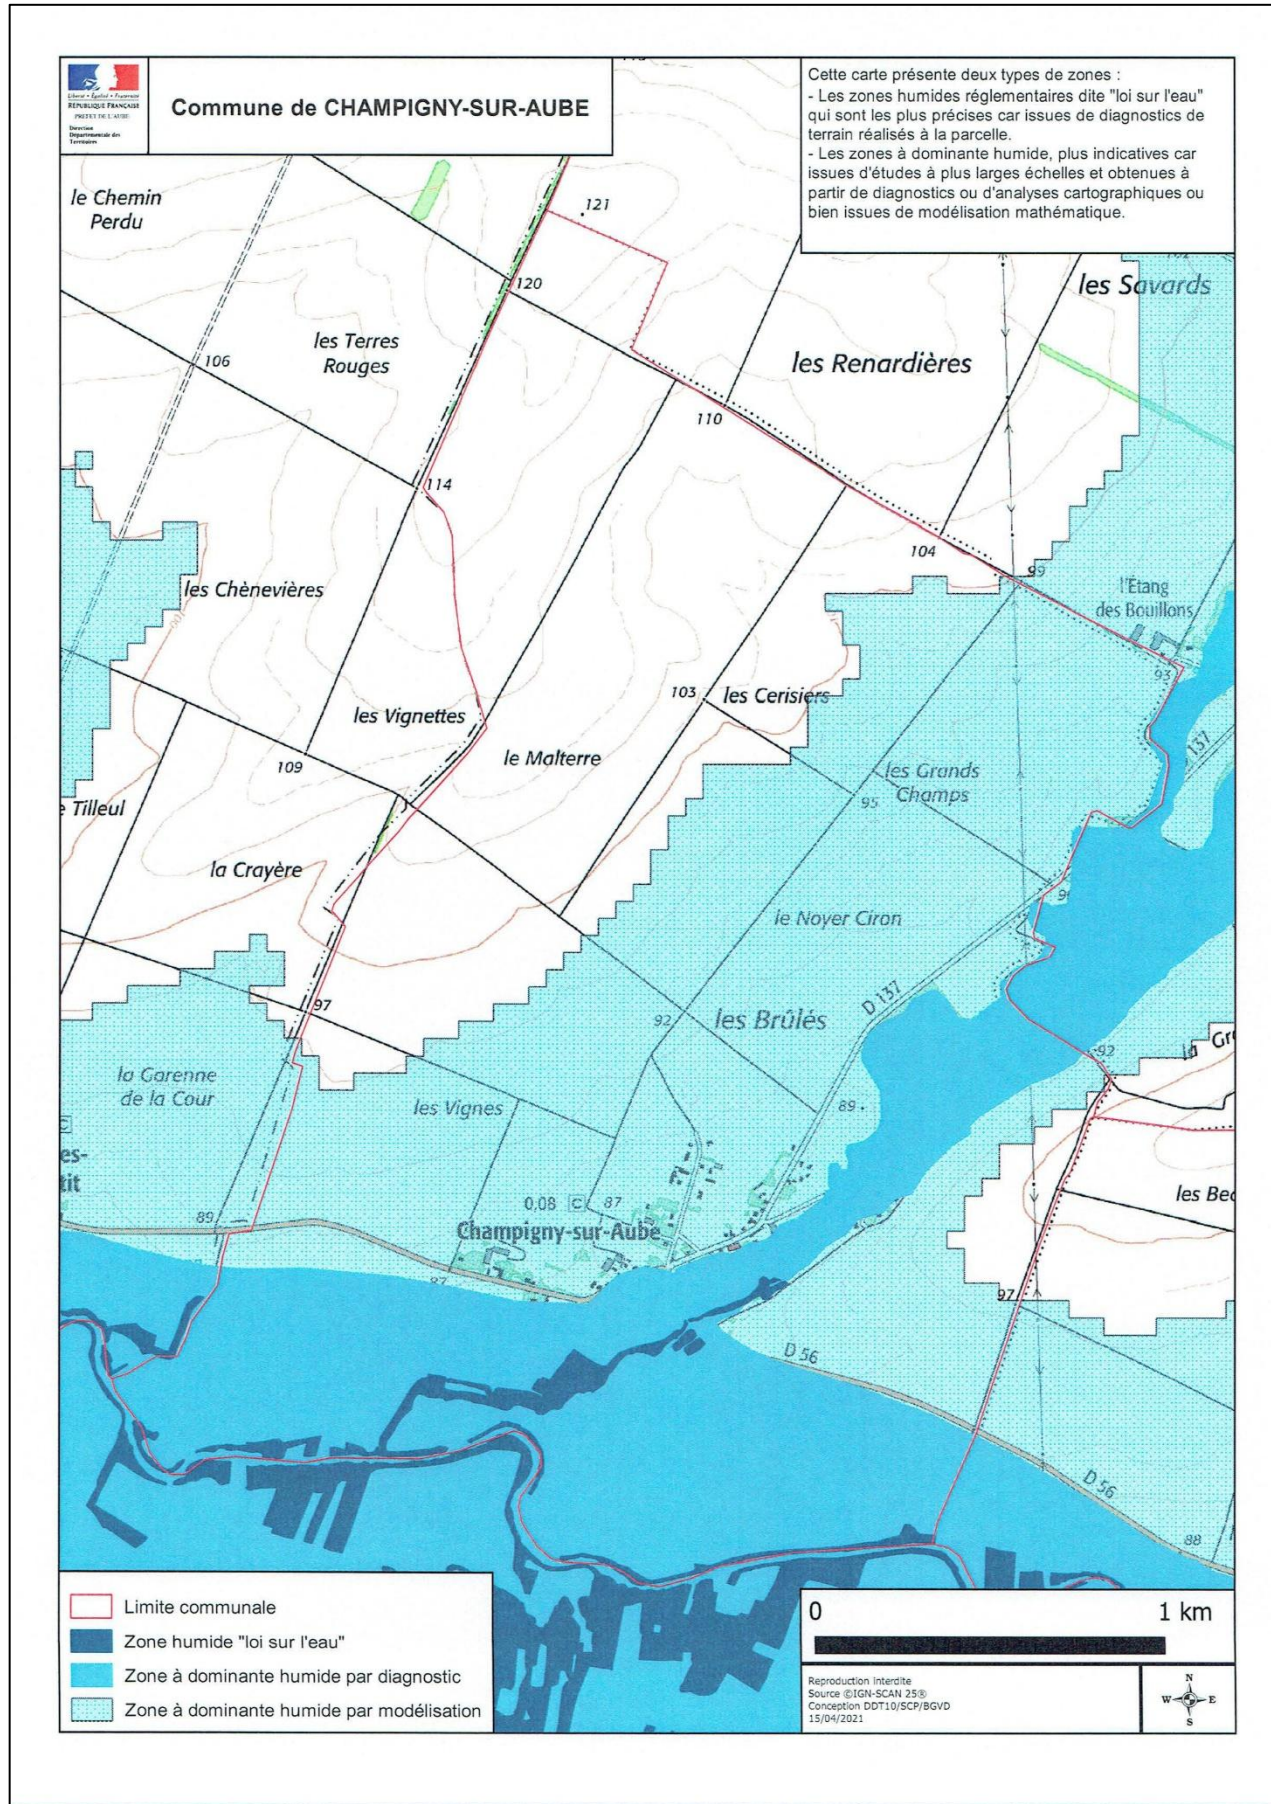 Liberté • Égalité • Fraternité
RÉPUBLIQUE FRANÇAISE
PRÉFET DE L'AUBE
Direction
Départementale des
Territoires
Commune de CHAMPIGNY-SUR-AUBE
Cette carte présente deux types de zones :
- Les zones humides réglementaires dite "loi sur l'eau"
qui sont les plus précises car issues de diagnostics de
terrain réalisés à la parcelle.
- Les zones à dominante humide, plus indicatives car
issues d'études à plus larges échelles et obtenues à
partir de diagnostics ou d'analyses cartographiques ou
bien issues de modélisation mathématique.
le Chemin
Perdu
121
120
les Savards
les Terres
Rouges
106
les Renardières
110
114
104
99
les Chènevières
l'Étang
des Bouillons
93
103
les Cerisiers
les Vignettes
137
le Malterre
109
les Grands
Champs
95
Tilleul
la Crayère
le Noyer Ciron
97
D 137
92
les Brûlés
92
la Garenne
de la Cour
les Vignes
89
C
es-
tit
les Bec
0,08 C 87
89
Champigny-sur-Aube
87
97
D 56
D 56
88
Limite communale
Zone humide "loi sur l'eau"
Zone à dominante humide par diagnostic
Zone à dominante humide par modélisation
0 1 km
Reproduction Interdite
Source ©IGN-SCAN 25®
Conception DDT10/SCP/BGVD
15/04/2021
N
W E
S